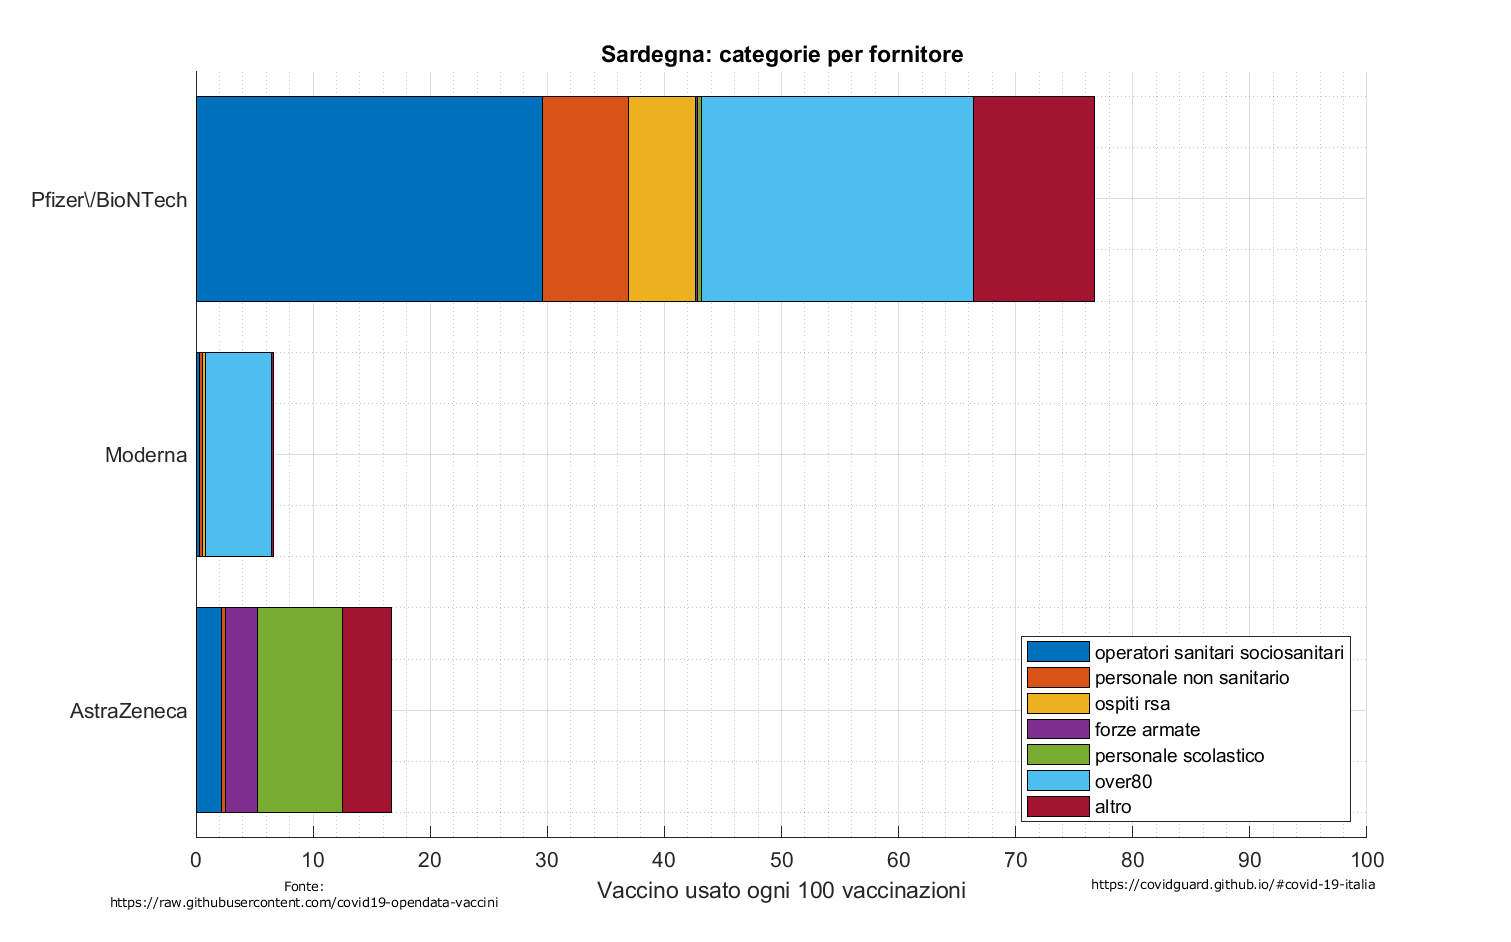 Sardegna: categorie per fornitore
Pfizer\/BioNTech
Moderna
AstraZeneca
operatori sanitari sociosanitari
personale non sanitario
ospiti rsa
forze armate
personale scolastico
over80
altro
0 10 20 30 40 50 60 70 80 90 100
Vaccino usato ogni 100 vaccinazioni
Fonte:
https://raw.githubusercontent.com/covid19-opendata-vaccini
https://covidguard.github.io/#covid-19-italia